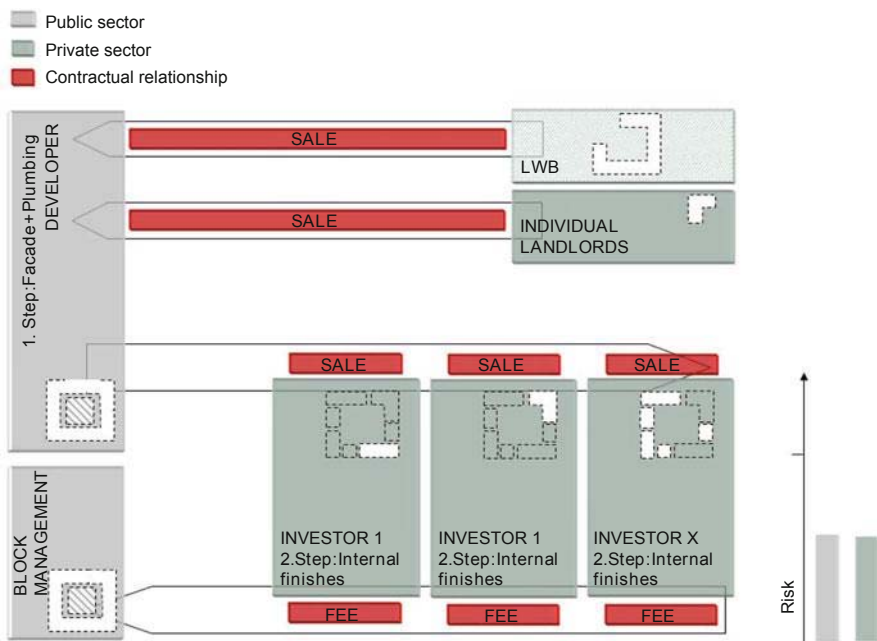 Public sector
Private sector
Contractual relationship
1. Step:Facade+Plumbing
DEVELOPER
SALE
LWB
SALE
INDIVIDUAL
LANDLORDS
SALE
SALE
SALE
BLOCK
MANAGEMENT
INVESTOR 1
2.Step:Internal
finishes
INVESTOR 1
2.Step:Internal
finishes
INVESTOR X
2.Step:Internal
finishes
FEE
FEE
FEE
Risk